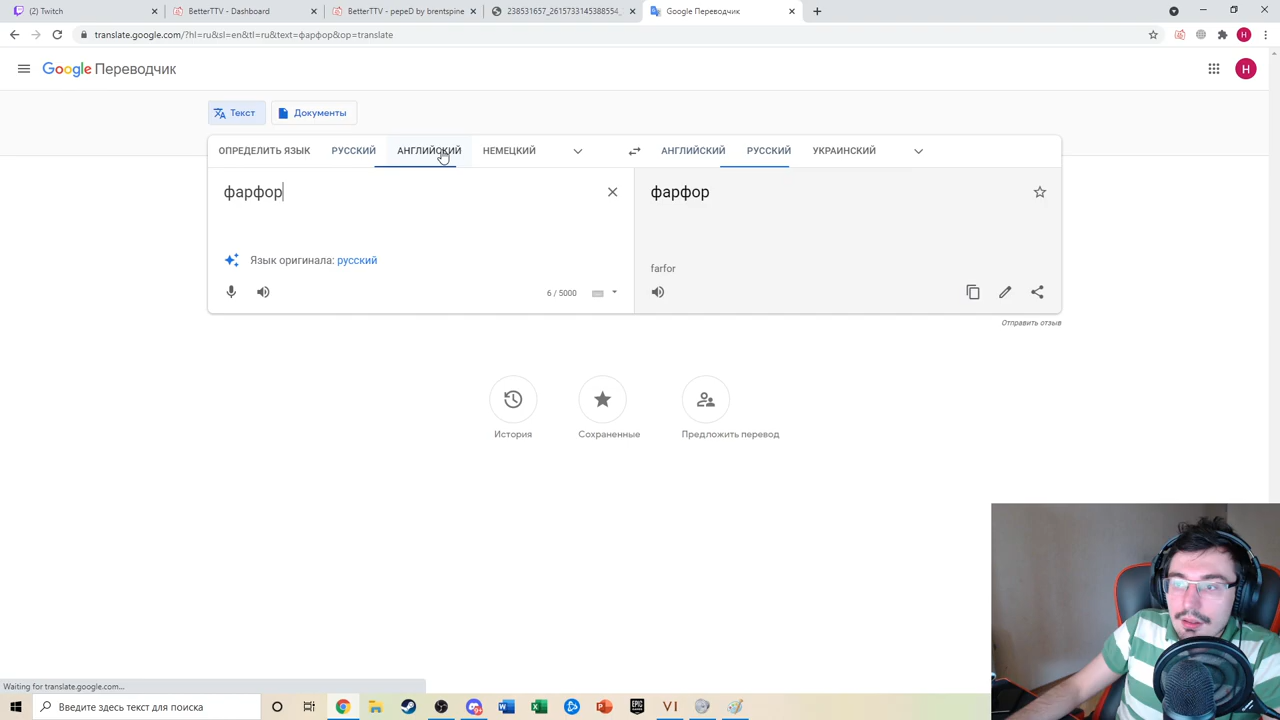 (2) Twitch
BetterTTV - Dashboard
BetterTTV - pepeD by brentspine
238531657_2615733145388554_
Google Переводчик
translate.google.com/?hl=ru&sl=en&tl=ru&text=фарфор&op=translate
H
Google Переводчик
H
Текст
Документы
ОПРЕДЕЛИТЬ ЯЗЫК
РУССКИЙ
АНГЛИЙСКИЙ
НЕМЕЦКИЙ
АНГЛИЙСКИЙ
РУССКИЙ
УКРАИНСКИЙ
фарфор
фарфор
Язык оригинала: русский
farfor
6 / 5000
Отправить отзыв
История
Сохраненные
Предложить перевод
Waiting for translate.google.com...
Введите здесь текст для поиска